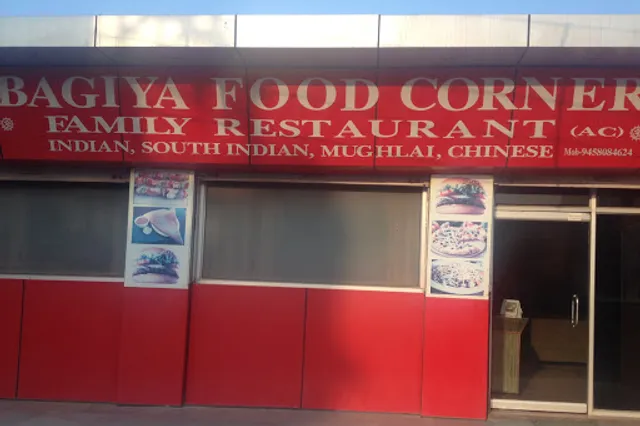 BAGIYA FOOD CORNER
FAMILY RESTAURANT (AC)
INDIAN, SOUTH INDIAN, MUGHLAI, CHINESE Mob-9458084624